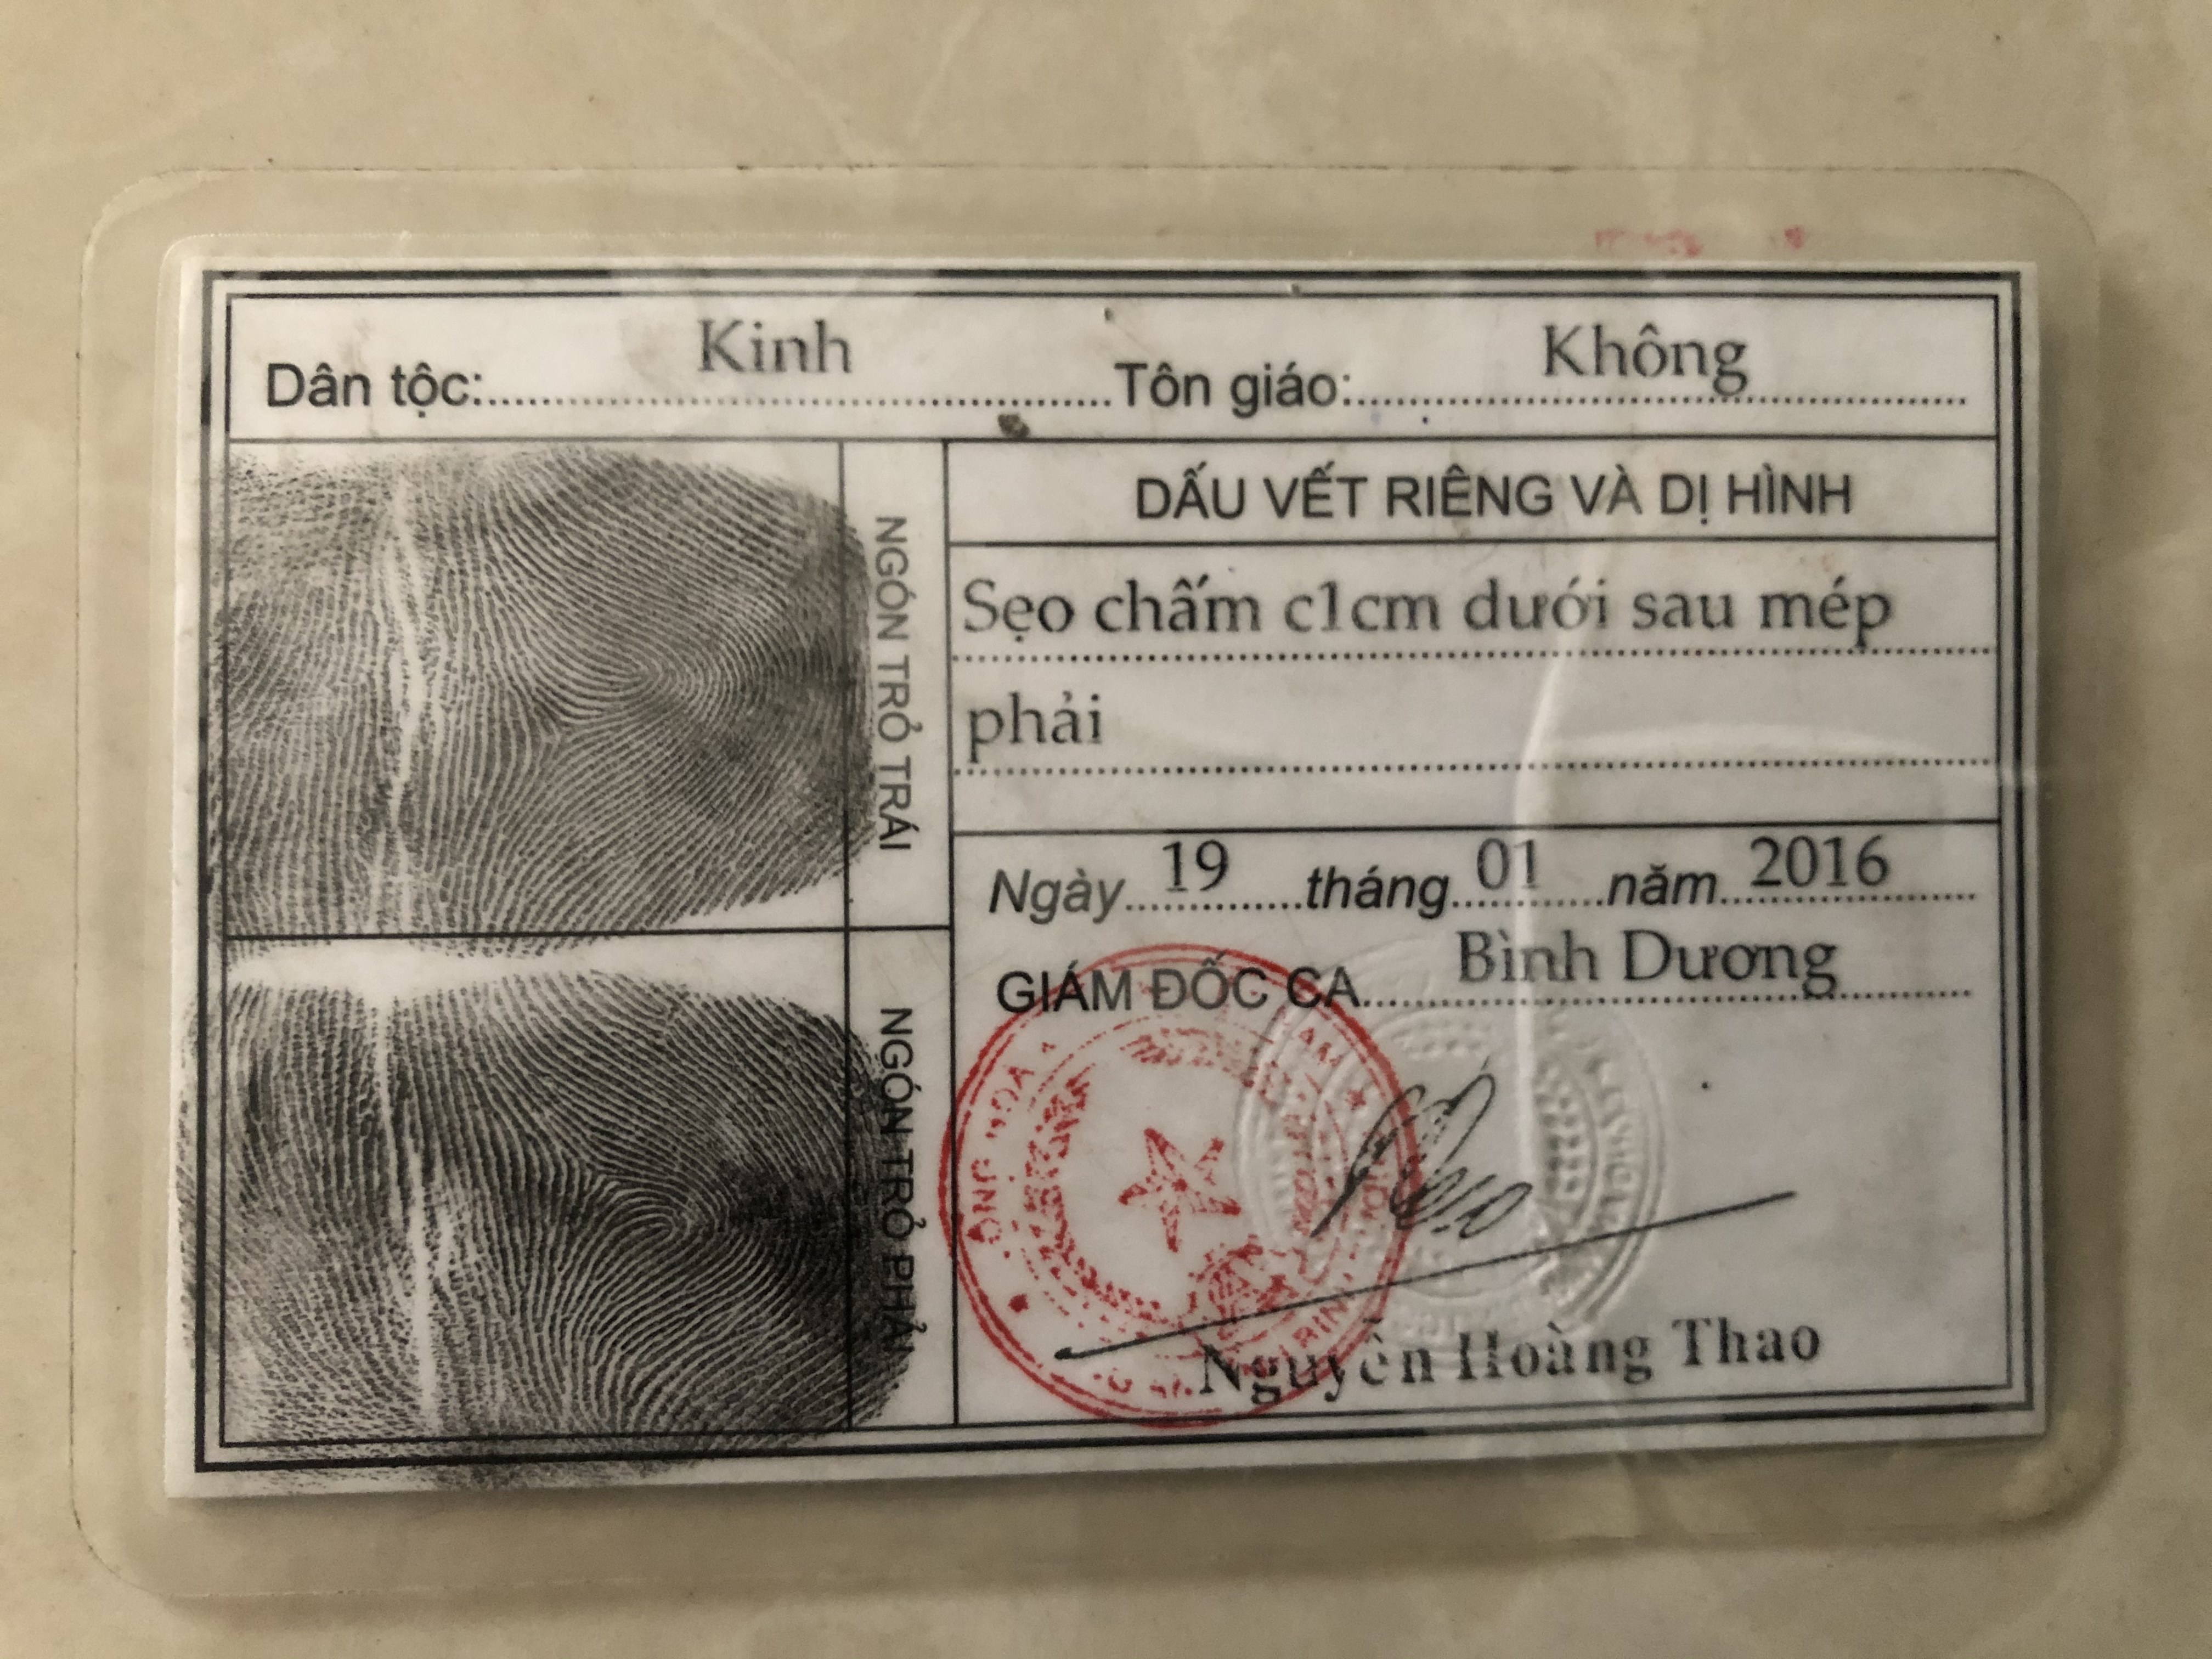 Dân tộc: Kinh Tôn giáo: Không
NGÓN TRỎ TRÁI
NGÓN TRỎ PHẢI
DẤU VẾT RIÊNG VÀ DỊ HÌNH
Sẹo chấm c1cm dưới sau mép
phải
Ngày 19 tháng 01 năm 2016
GIÁM ĐỐC CA Bình Dương
Nguyễn Hoàng Thao